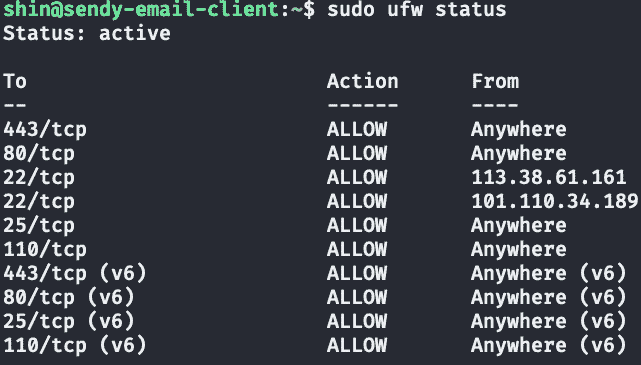 shin@sendy-email-client:~$ sudo ufw status
Status: active
To Action From
-- ------ ----
443/tcp ALLOW Anywhere
80/tcp ALLOW Anywhere
22/tcp ALLOW 113.38.61.161
22/tcp ALLOW 101.110.34.189
25/tcp ALLOW Anywhere
110/tcp ALLOW Anywhere
443/tcp (v6) ALLOW Anywhere (v6)
80/tcp (v6) ALLOW Anywhere (v6)
25/tcp (v6) ALLOW Anywhere (v6)
110/tcp (v6) ALLOW Anywhere (v6)